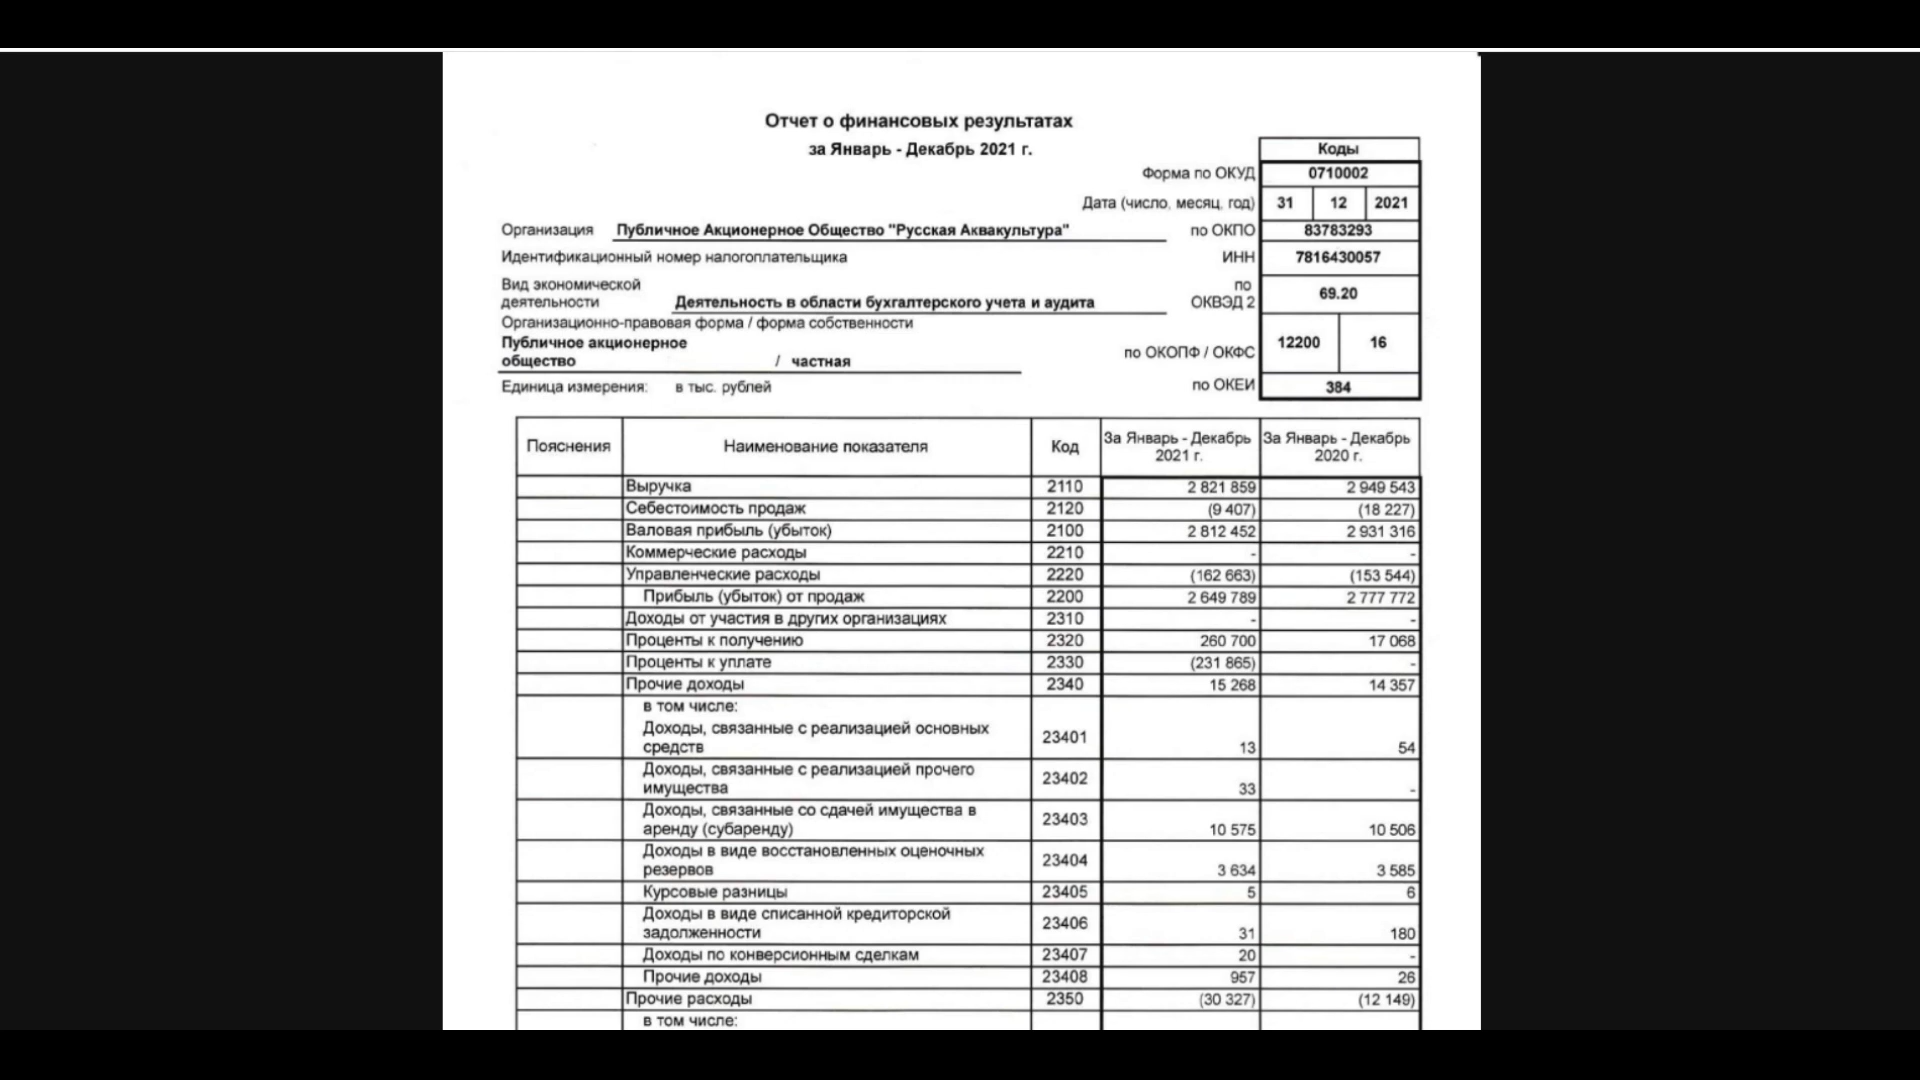 Отчет о финансовых результатах
за Январь - Декабрь 2021 г.
Коды
Форма по ОКУД 0710002
Дата (число, месяц, год) 31 12 2021
Организация Публичное Акционерное Общество "Русская Аквакультура" по ОКПО 83783293
Идентификационный номер налогоплательщика ИНН 7816430057
Вид экономической
деятельности Деятельность в области бухгалтерского учета и аудита
по
ОКВЭД 2 69.20
Организационно-правовая форма / форма собственности
Публичное акционерное
общество / частная
по ОКОПФ / ОКФС 12200 16
Единица измерения: в тыс. рублей по ОКЕИ 384
Пояснения Наименование показателя Код За Январь - Декабрь 2021 г. За Январь - Декабрь 2020 г.
Выручка 2110 2 821 859 2 949 543
Себестоимость продаж 2120 (9 407) (18 227)
Валовая прибыль (убыток) 2100 2 812 452 2 931 316
Коммерческие расходы 2210 - -
Управленческие расходы 2220 (162 663) (153 544)
Прибыль (убыток) от продаж 2200 2 649 789 2 777 772
Доходы от участия в других организациях 2310 - -
Проценты к получению 2320 260 700 17 068
Проценты к уплате 2330 (231 865) -
Прочие доходы 2340 15 268 14 357
в том числе:
Доходы, связанные с реализацией основных
средств 23401 13 54
Доходы, связанные с реализацией прочего
имущества 23402 33 -
Доходы, связанные со сдачей имущества в
аренду (субаренду) 23403 10 575 10 506
Доходы в виде восстановленных оценочных
резервов 23404 3 634 3 585
Курсовые разницы 23405 5 6
Доходы в виде списанной кредиторской
задолженности 23406 31 180
Доходы по конверсионным сделкам 23407 20 -
Прочие доходы 23408 957 26
Прочие расходы 2350 (30 327) (12 149)
в том числе: